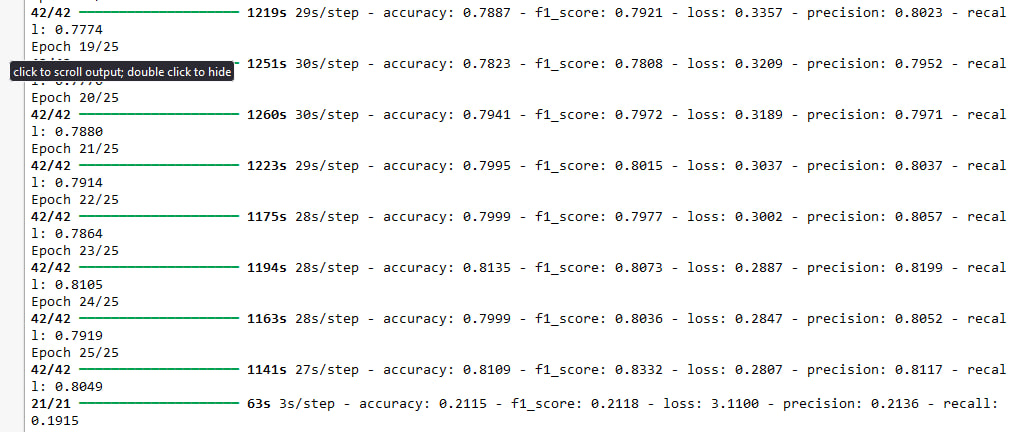 42/42 ━━━━━━━━━━━━━━━━━━━━ 1219s 29s/step - accuracy: 0.7887 - f1_score: 0.7921 - loss: 0.3357 - precision: 0.8023 - recal
l: 0.7774
Epoch 19/25
1251s 30s/step - accuracy: 0.7823 - f1_score: 0.7808 - loss: 0.3209 - precision: 0.7952 - recal
click to scroll output; double click to hide
Epoch 20/25
42/42 ━━━━━━━━━━━━━━━━━━━━ 1260s 30s/step - accuracy: 0.7941 - f1_score: 0.7972 - loss: 0.3189 - precision: 0.7971 - recal
l: 0.7880
Epoch 21/25
42/42 ━━━━━━━━━━━━━━━━━━━━ 1223s 29s/step - accuracy: 0.7995 - f1_score: 0.8015 - loss: 0.3037 - precision: 0.8037 - recal
l: 0.7914
Epoch 22/25
42/42 ━━━━━━━━━━━━━━━━━━━━ 1175s 28s/step - accuracy: 0.7999 - f1_score: 0.7977 - loss: 0.3002 - precision: 0.8057 - recal
l: 0.7864
Epoch 23/25
42/42 ━━━━━━━━━━━━━━━━━━━━ 1194s 28s/step - accuracy: 0.8135 - f1_score: 0.8073 - loss: 0.2887 - precision: 0.8199 - recal
l: 0.8105
Epoch 24/25
42/42 ━━━━━━━━━━━━━━━━━━━━ 1163s 28s/step - accuracy: 0.7999 - f1_score: 0.8036 - loss: 0.2847 - precision: 0.8052 - recal
l: 0.7919
Epoch 25/25
42/42 ━━━━━━━━━━━━━━━━━━━━ 1141s 27s/step - accuracy: 0.8109 - f1_score: 0.8332 - loss: 0.2807 - precision: 0.8117 - recal
l: 0.8049
21/21 ━━━━━━━━━━━━━━━━━━━━ 63s 3s/step - accuracy: 0.2115 - f1_score: 0.2118 - loss: 3.1100 - precision: 0.2136 - recall:
0.1915